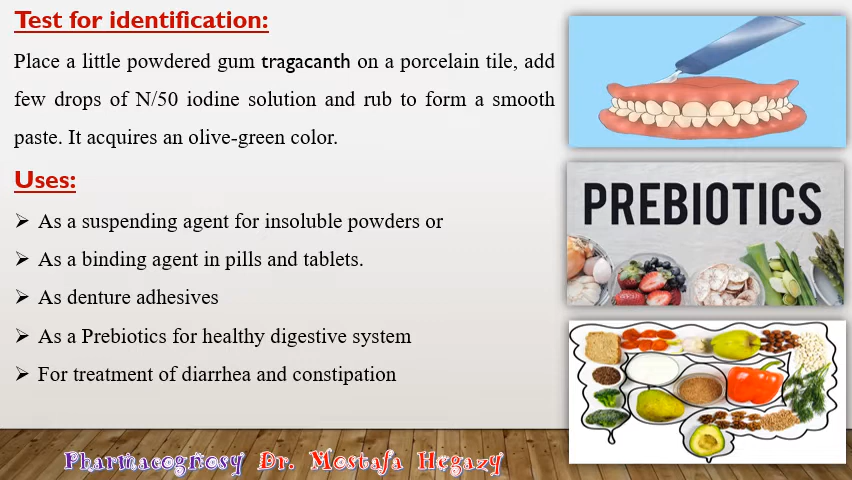 Test for identification:
Place a little powdered gum tragacanth on a porcelain tile, add
few drops of N/50 iodine solution and rub to form a smooth
paste. It acquires an olive-green color.
Uses:
➢ As a suspending agent for insoluble powders or
➢ As a binding agent in pills and tablets.
➢ As denture adhesives
➢ As a Prebiotics for healthy digestive system
➢ For treatment of diarrhea and constipation
PREBIOTICS
Pharmacognosy Dr. Mostafa Hegazy